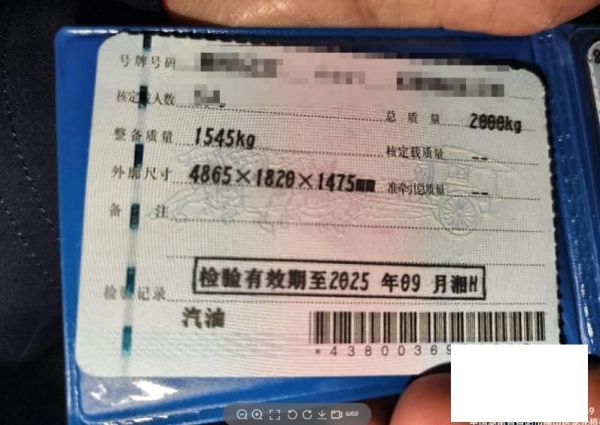 号牌号码
核定载人数
总质量 2000kg
整备质量 1545kg
核定载质量 --
外廓尺寸 4865×1820×1475mm
准牵引总质量 --
备注
检验记录 检验有效期至2025年09月湘H
汽油
*43800369
6/69